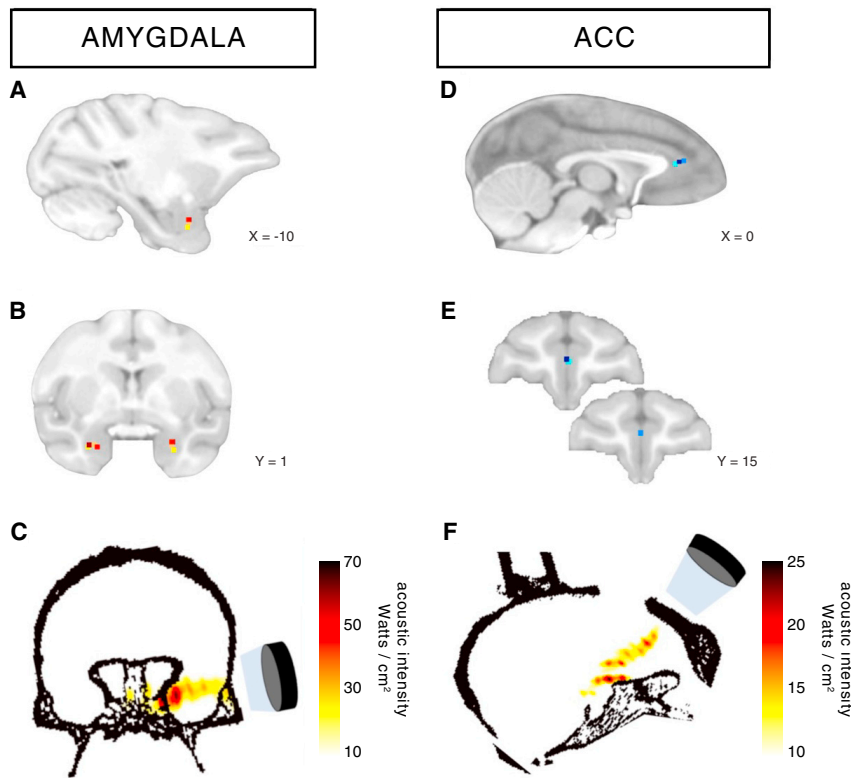 AMYGDALA
A
X = -10
B
Y = 1
C
70
50
30
10
acoustic intensity
Watts / cm²
ACC
D
X = 0
E
Y = 15
F
25
20
15
10
acoustic intensity
Watts / cm²